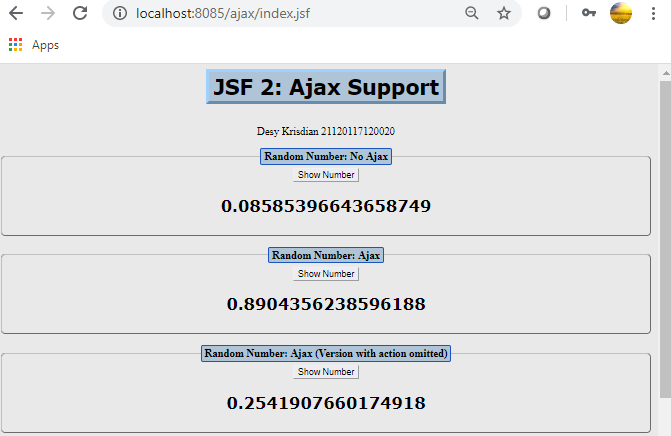 localhost:8085/ajax/index.jsf
Apps
JSF 2: Ajax Support
Desy Krisdian 21120117120020
Random Number: No Ajax
Show Number
0.08585396643658749
Random Number: Ajax
Show Number
0.8904356238596188
Random Number: Ajax (Version with action omitted)
Show Number
0.2541907660174918